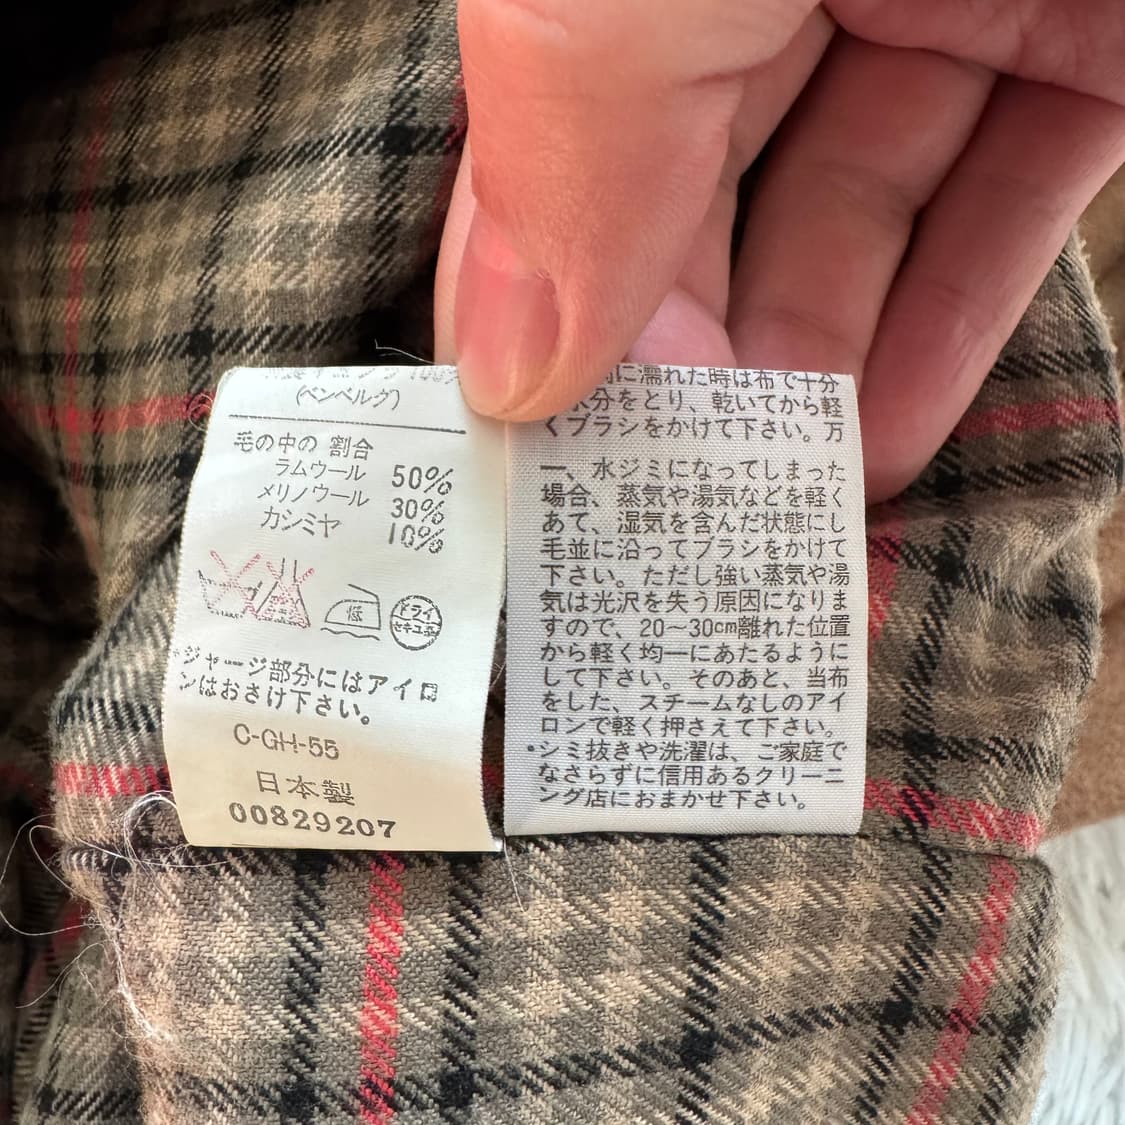 100%
(ベンベルグ)
毛の中の 割合
ラムウール 50%
メリノウール 30%
カシミヤ 10%
低
ドライ
セキユ系
*ジャージ部分にはアイロ
ンはおさけ下さい。
C-GH-55
日本製
00829207
に濡れた時は布で十分
水分をとり、乾いてから軽
くブラシをかけて下さい。万
一、水ジミになってしまった
場合、蒸気や湯気などを軽く
あて、湿気を含んだ状態にし
毛並に沿ってブラシをかけて
下さい。ただし強い蒸気や湯
気は光沢を失う原因になりま
すので、20〜30cm離れた位置
から軽く均一にあたるように
して下さい。そのあと、当布
をした、スチームなしのアイ
ロンで軽く押さえて下さい。
・シミ抜きや洗濯は、ご家庭で
なさらずに信用あるクリーニ
ング店におまかせ下さい。